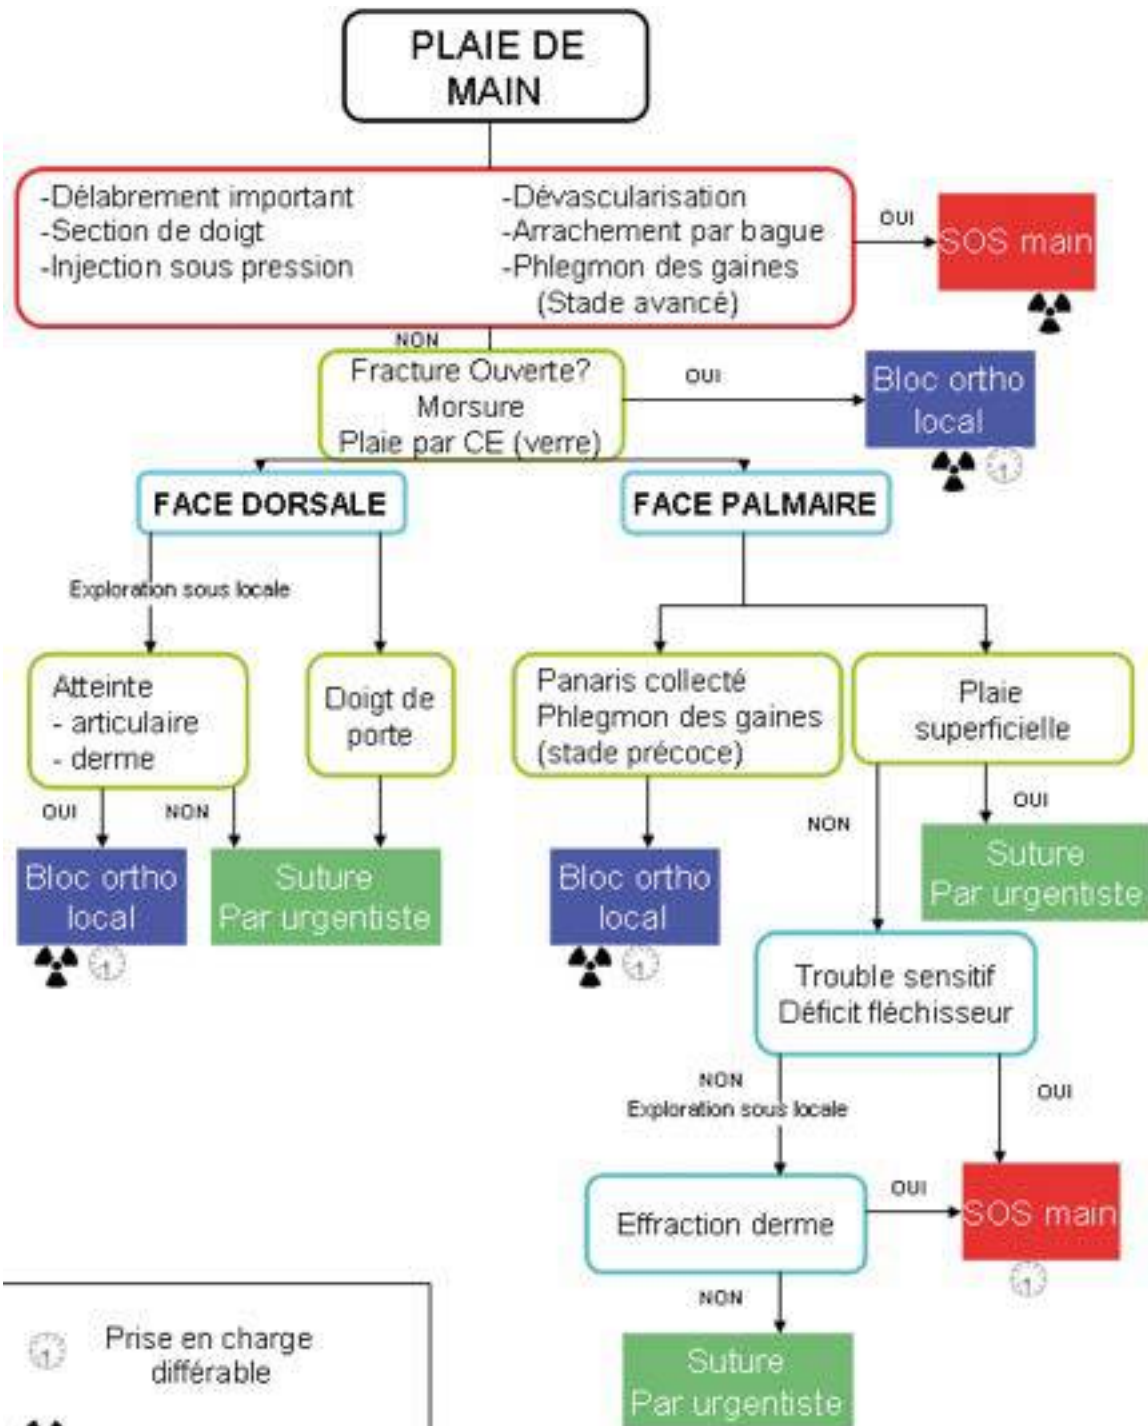 PLAIE DE
MAIN
-Délabrement important
-Section de doigt
-Injection sous pression
-Dévascularisation
-Arrachement par bague
-Phlegmon des gaines
(Stade avancé)
OUI
SOS main
NON
Fracture Ouverte?
Morsure
Plaie par CE (verre)
OUI
Bloc ortho
local
FACE DORSALE
FACE PALMAIRE
Exploration sous locale
Atteinte
- articulaire
- derme
Doigt de
porte
Panaris collecté
Phlegmon des gaines
(stade précoce)
Plaie
superficielle
OUI
NON
NON
OUI
Bloc ortho
local
Suture
Par urgentiste
Bloc ortho
local
Suture
Par urgentiste
Trouble sensitif
Déficit fléchisseur
NON
Exploration sous locale
OUI
Effraction derme
OUI
SOS main
NON
Prise en charge
différable
Suture
Par urgentiste